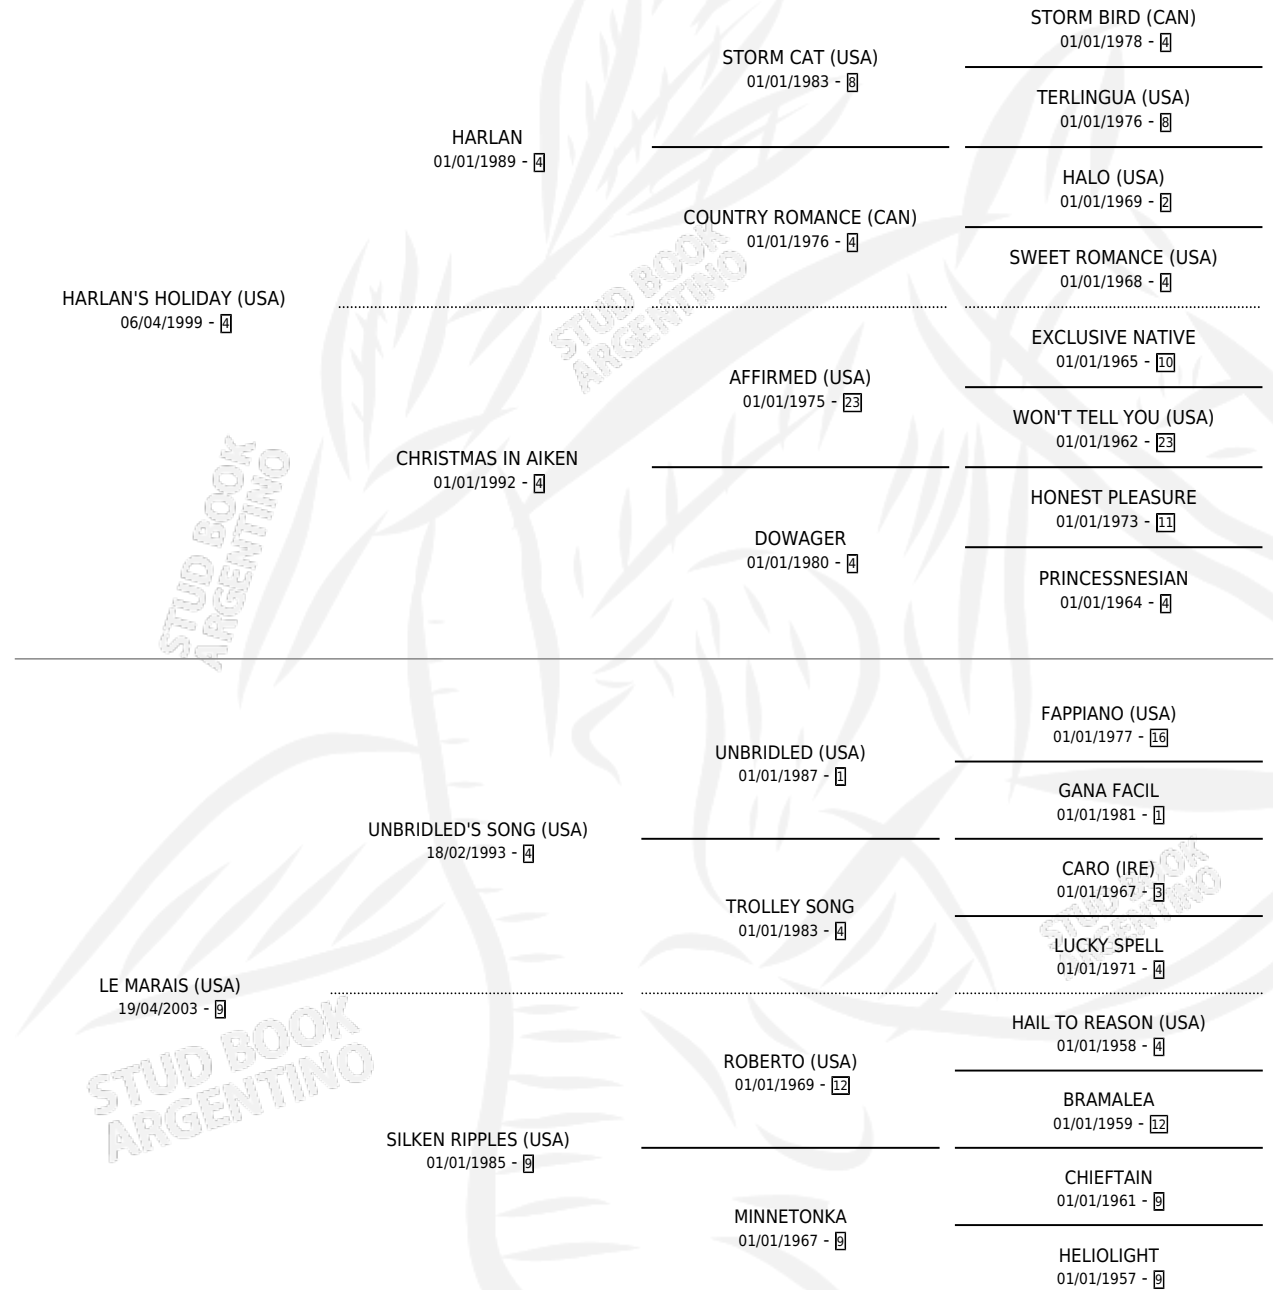 STORM BIRD (CAN)
01/01/1978 - 4
STORM CAT (USA)
01/01/1983 - 8
TERLINGUA (USA)
01/01/1976 - 8
HARLAN
01/01/1989 - 4
HALO (USA)
01/01/1969 - 2
COUNTRY ROMANCE (CAN)
01/01/1976 - 4
SWEET ROMANCE (USA)
01/01/1968 - 4
HARLAN'S HOLIDAY (USA)
06/04/1999 - 4
EXCLUSIVE NATIVE
01/01/1965 - 10
AFFIRMED (USA)
01/01/1975 - 23
WON'T TELL YOU (USA)
01/01/1962 - 23
CHRISTMAS IN AIKEN
01/01/1992 - 4
HONEST PLEASURE
01/01/1973 - 11
DOWAGER
01/01/1980 - 4
PRINCESSNESIAN
01/01/1964 - 4
FAPPIANO (USA)
01/01/1977 - 16
UNBRIDLED (USA)
01/01/1987 - 1
GANA FACIL
01/01/1981 - 1
UNBRIDLED'S SONG (USA)
18/02/1993 - 4
CARO (IRE)
01/01/1967 - 3
TROLLEY SONG
01/01/1983 - 4
LUCKY SPELL
01/01/1971 - 4
LE MARAIS (USA)
19/04/2003 - 9
HAIL TO REASON (USA)
01/01/1958 - 4
ROBERTO (USA)
01/01/1969 - 12
BRAMALEA
01/01/1959 - 12
SILKEN RIPPLES (USA)
01/01/1985 - 9
CHIEFTAIN
01/01/1961 - 9
MINNETONKA
01/01/1967 - 9
HELIOLIGHT
01/01/1957 - 9
STUD BOOK
ARGENTINO
STUD BOOK
ARGENTINO
STUD BOOK
ARGENTINO
STUD BOOK
ARGENTINO